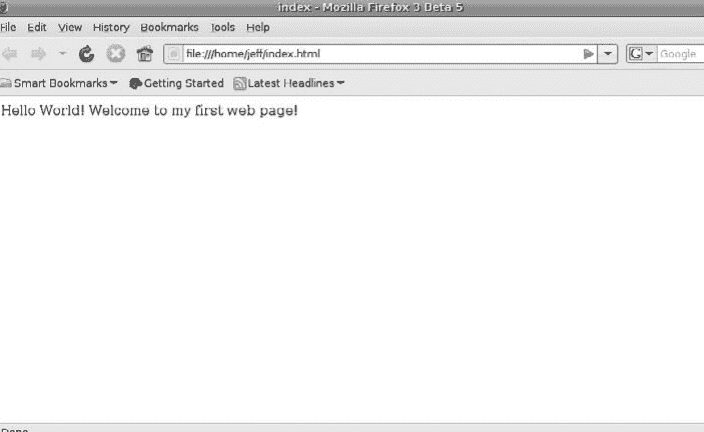 index - Mozilla Firefox 3 Beta 5
File Edit View History Bookmarks Tools Help
file:///home/jeff/index.html G Google
Smart Bookmarks Getting Started Latest Headlines
Hello World! Welcome to my first web page!
Done